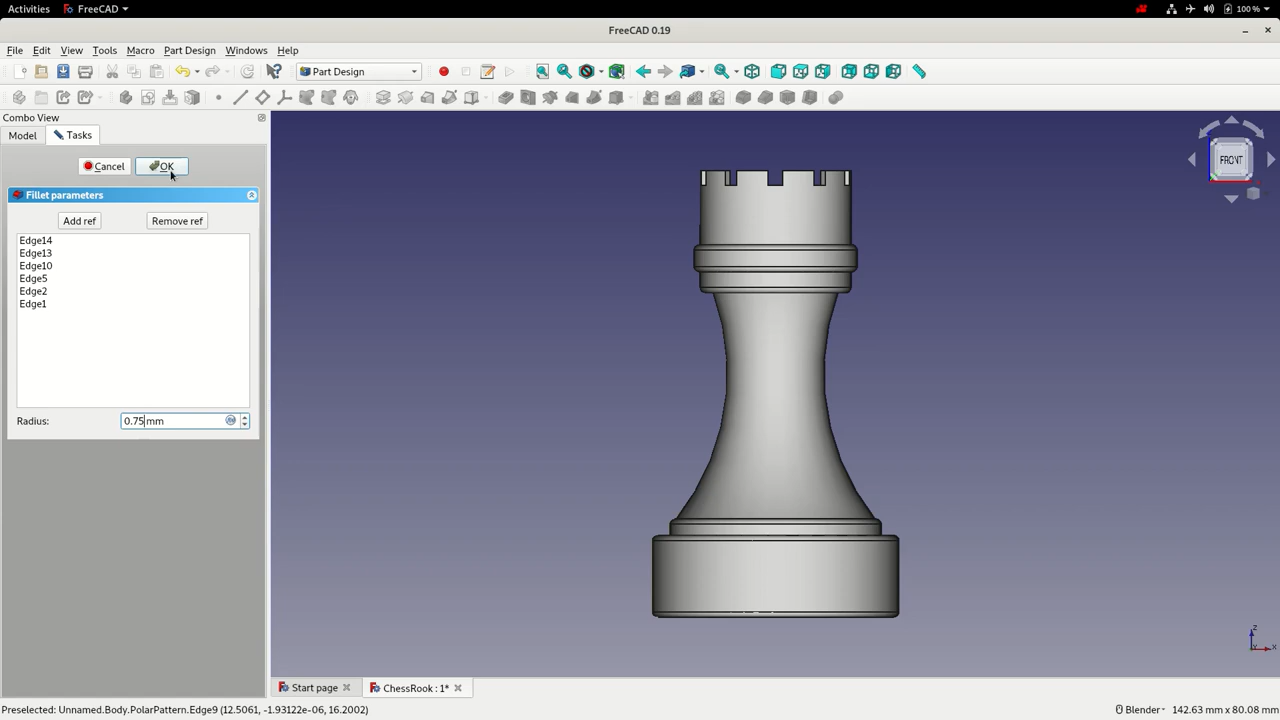 Activities
FreeCAD
100 %
FreeCAD 0.19
File Edit View Tools Macro Part Design Windows Help
Part Design
Combo View
Model
Tasks
Cancel
OK
Fillet parameters
Add ref
Remove ref
Edge14
Edge13
Edge10
Edge5
Edge2
Edge1
Radius:
0.75 mm
FRONT
Z
X
Start page
ChessRook : 1*
Preselected: Unnamed.Body.PolarPattern.Edge9 (12.5061, -1.93122e-06, 16.2002)
Blender
142.63 mm x 80.08 mm